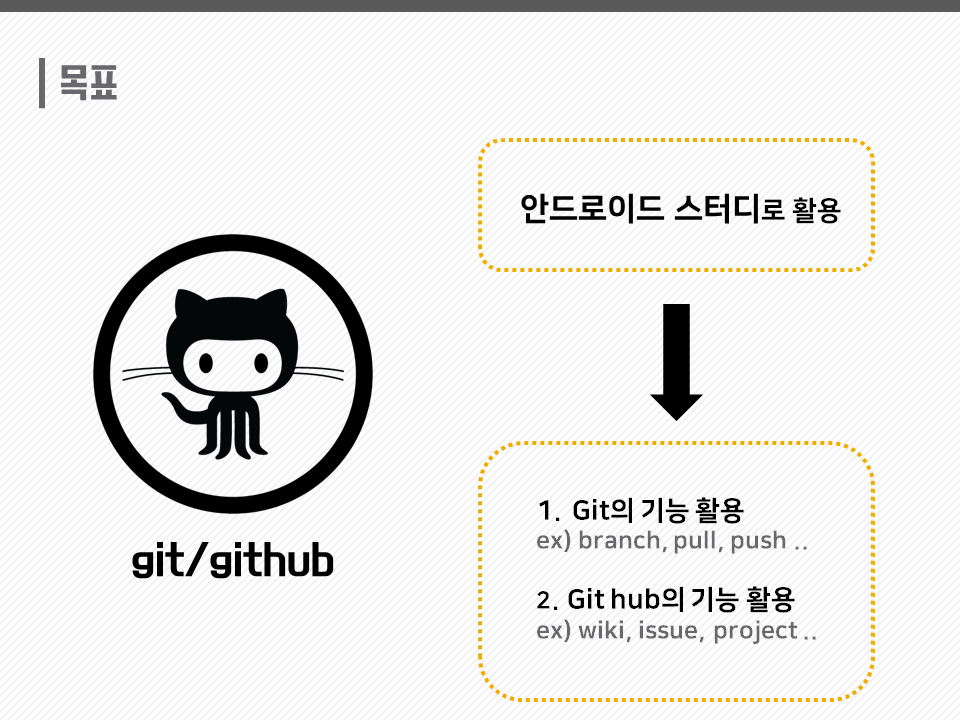 목표
안드로이드 스터디로 활용
git/github
1. Git의 기능 활용
ex) branch, pull, push ..
2. Git hub의 기능 활용
ex) wiki, issue, project ..